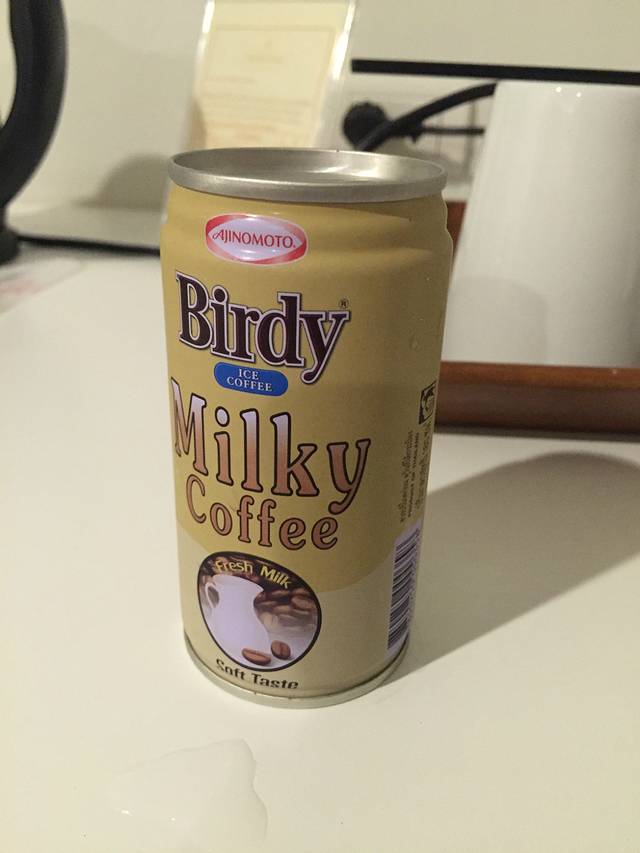 AJINOMOTO
Birdy®
ICE
COFFEE
Milky
Coffee
Fresh Milk
Soft Taste